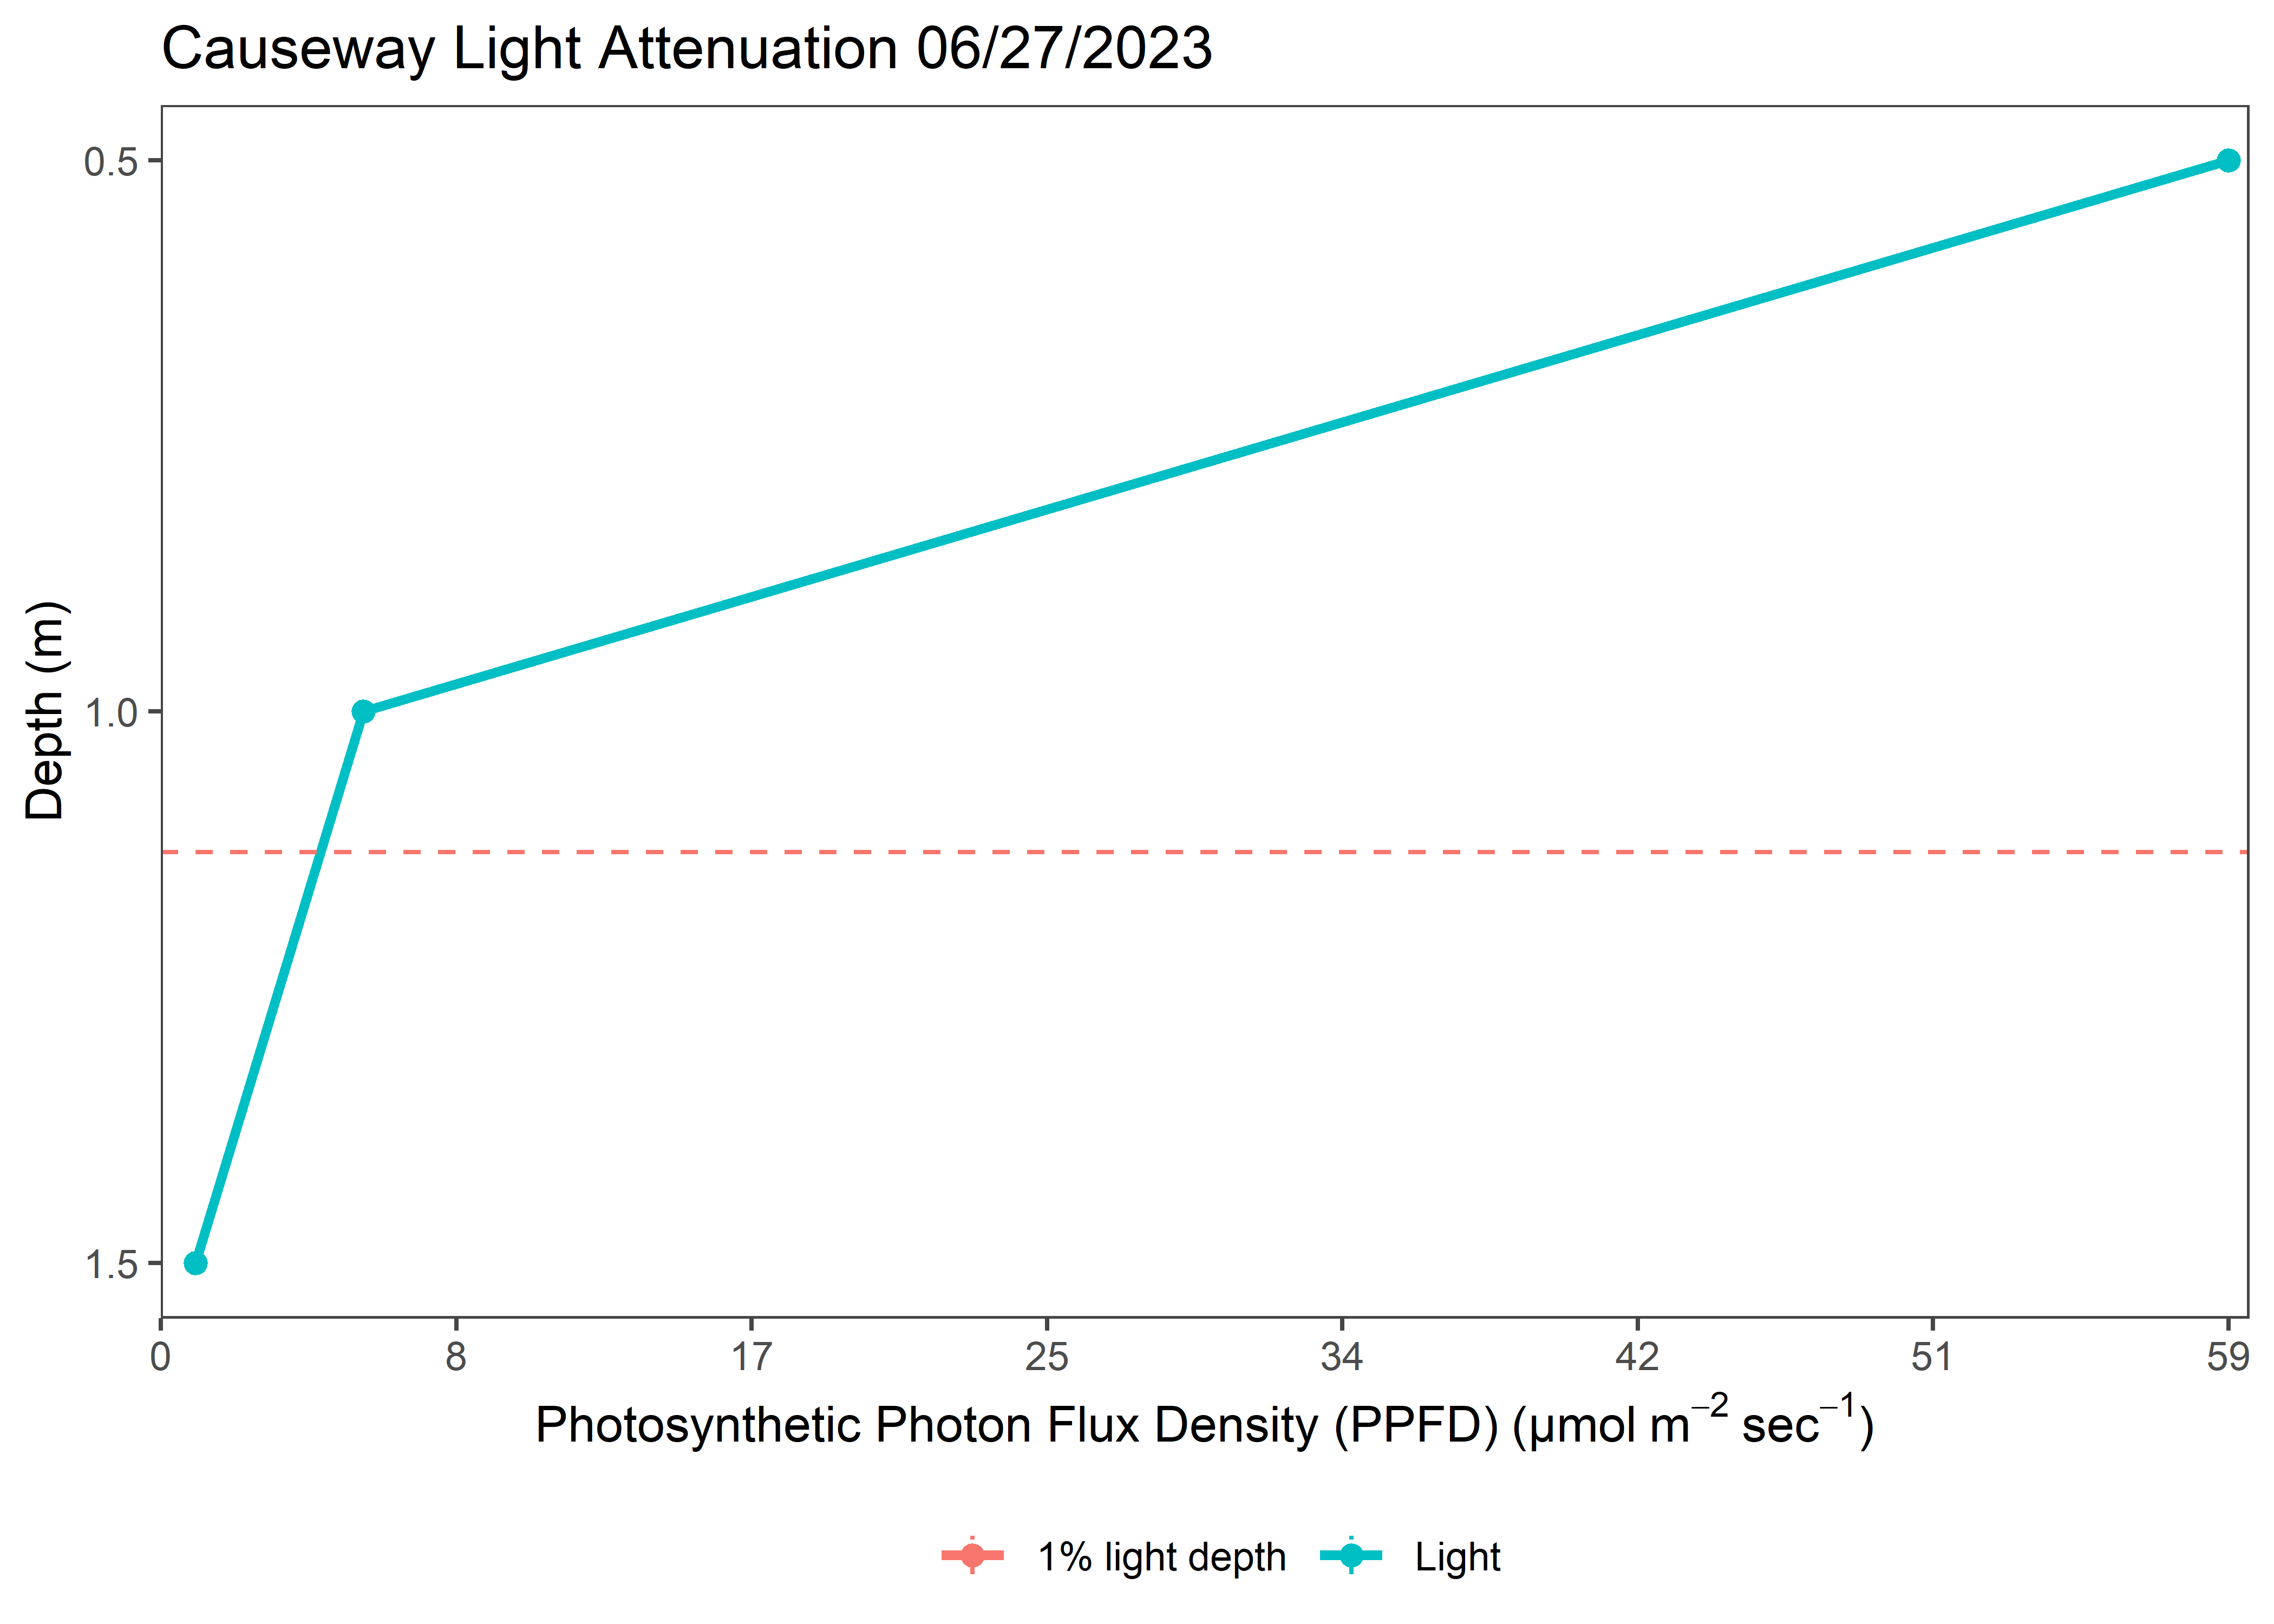 Causeway Light Attenuation 06/27/2023
0.5
1.0
1.5
Depth (m)
0 8 17 25 34 42 51 59
Photosynthetic Photon Flux Density (PPFD) (µmol m⁻² sec⁻¹)
1% light depth Light